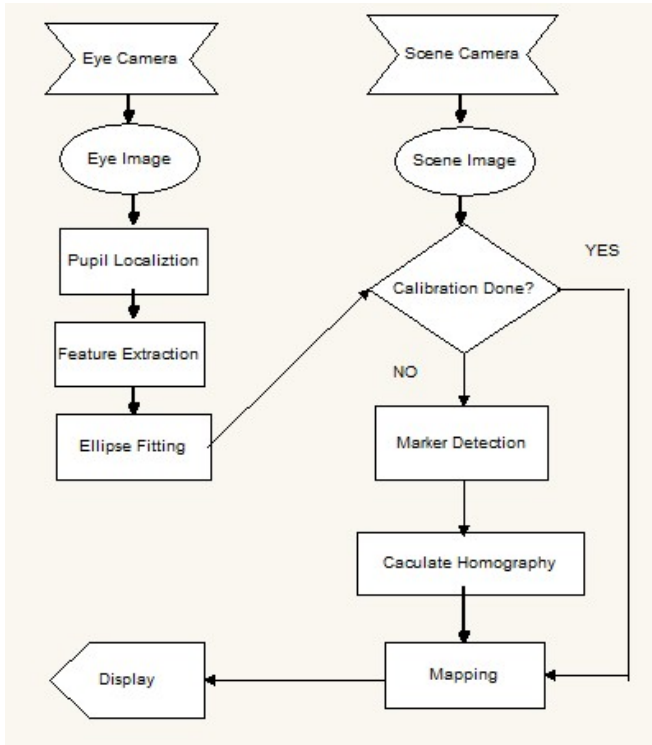 Eye Camera
Eye Image
Pupil Localiztion
Feature Extraction
Ellipse Fitting
Scene Camera
Scene Image
Calibration Done?
YES
NO
Marker Detection
Caculate Homography
Mapping
Display